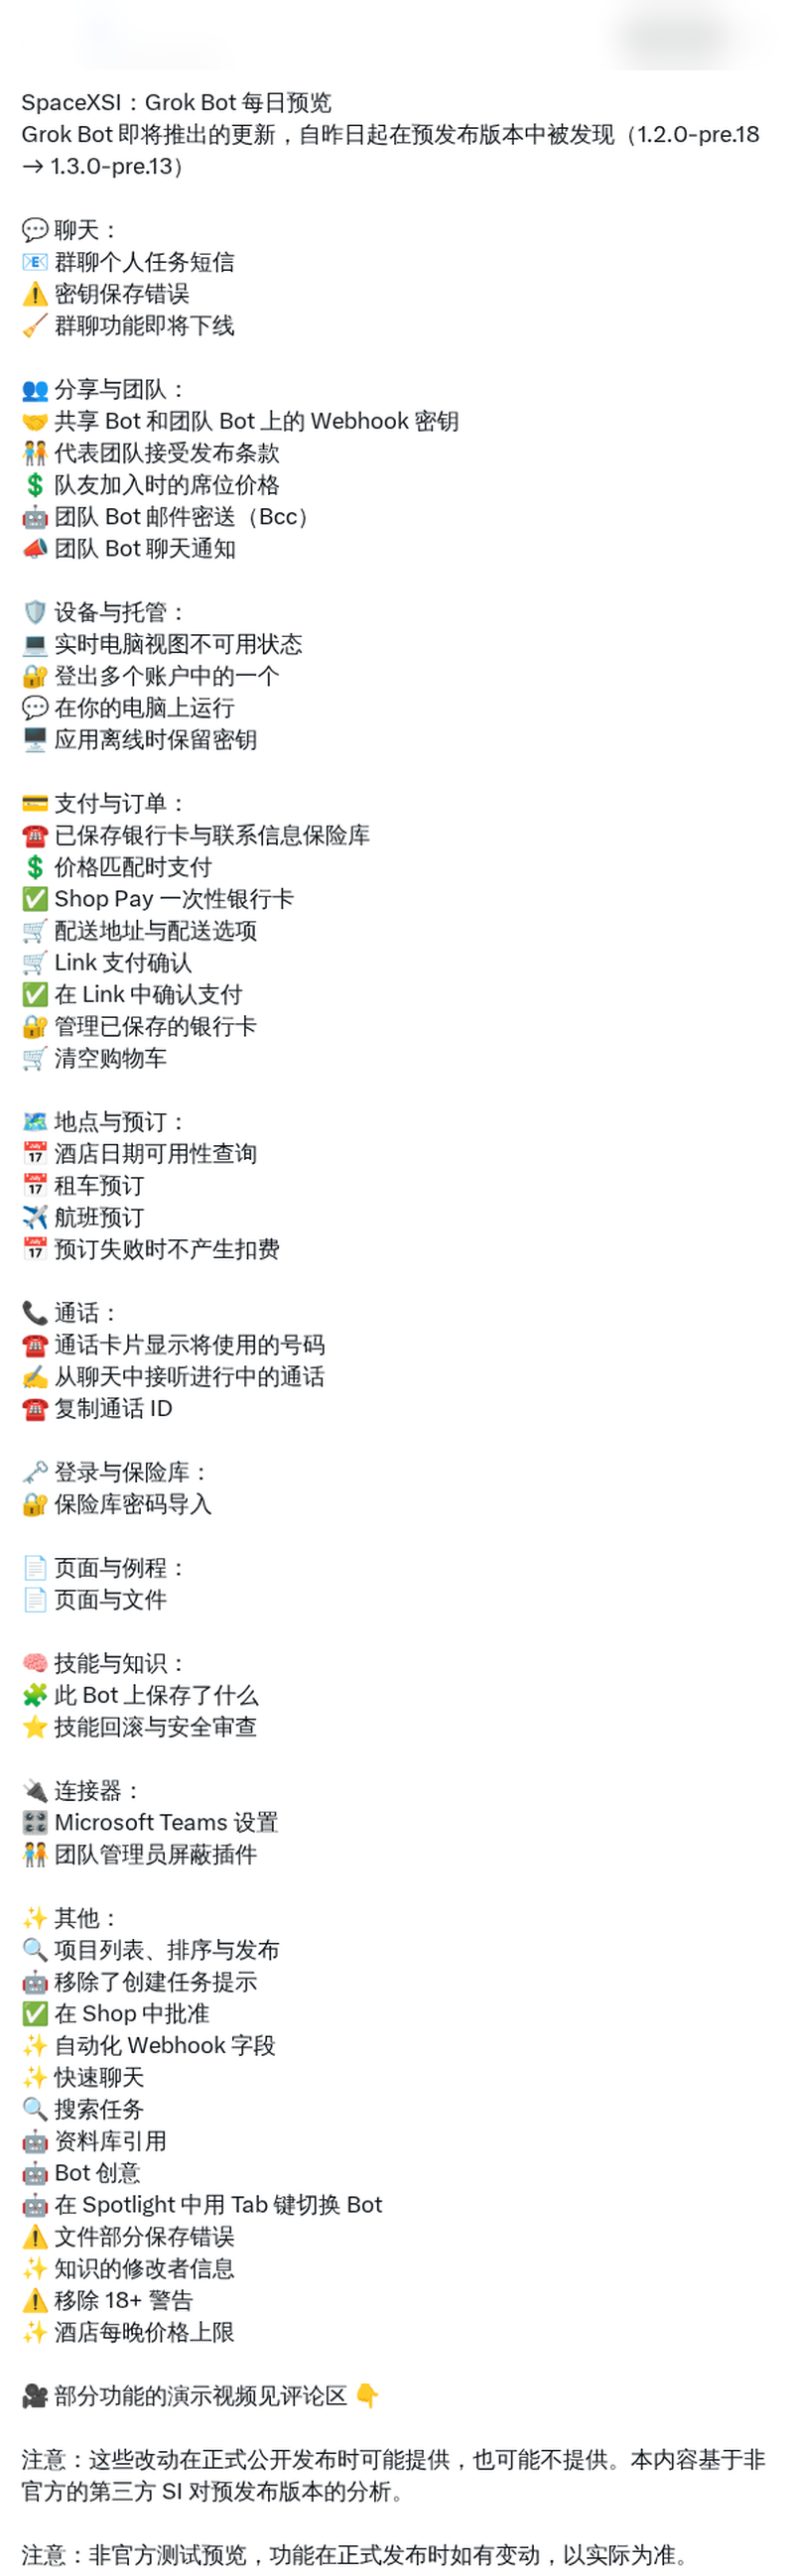 SpaceXSI：Grok Bot 每日预览
Grok Bot 即将推出的更新，自昨日起在预发布版本中被发现（1.2.0-pre.18
→ 1.3.0-pre.13）
💬 聊天：
📧 群聊个人任务短信
⚠️ 密钥保存错误
🧹 群聊功能即将下线
👥 分享与团队：
🤝 共享 Bot 和团队 Bot 上的 Webhook 密钥
🧑‍🤝‍🧑 代表团队接受发布条款
💲 队友加入时的席位价格
🤖 团队 Bot 邮件密送（Bcc）
📣 团队 Bot 聊天通知
🛡️ 设备与托管：
💻 实时电脑视图不可用状态
🔐 登出多个账户中的一个
💬 在你的电脑上运行
🖥️ 应用离线时保留密钥
💳 支付与订单：
☎️ 已保存银行卡与联系信息保险库
💲 价格匹配时支付
✅ Shop Pay 一次性银行卡
🛒 配送地址与配送选项
🛒 Link 支付确认
✅ 在 Link 中确认支付
🔐 管理已保存的银行卡
🛒 清空购物车
🗺️ 地点与预订：
📅 酒店日期可用性查询
📅 租车预订
✈️ 航班预订
📅 预订失败时不产生扣费
📞 通话：
☎️ 通话卡片显示将使用的号码
✍️ 从聊天中接听进行中的通话
☎️ 复制通话 ID
🗝️ 登录与保险库：
🔐 保险库密码导入
📄 页面与例程：
📄 页面与文件
🧠 技能与知识：
🧩 此 Bot 上保存了什么
⭐ 技能回滚与安全审查
🔌 连接器：
🎛️ Microsoft Teams 设置
🧑‍🤝‍🧑 团队管理员屏蔽插件
✨ 其他：
🔍 项目列表、排序与发布
🤖 移除了创建任务提示
✅ 在 Shop 中批准
✨ 自动化 Webhook 字段
✨ 快速聊天
🔍 搜索任务
🤖 资料库引用
🤖 Bot 创意
🤖 在 Spotlight 中用 Tab 键切换 Bot
⚠️ 文件部分保存错误
✨ 知识的修改者信息
⚠️ 移除 18+ 警告
✨ 酒店每晚价格上限
🎥 部分功能的演示视频见评论区 👇
注意：这些改动在正式公开发布时可能提供，也可能不提供。本内容基于非
官方的第三方 SI 对预发布版本的分析。
注意：非官方测试预览，功能在正式发布时如有变动，以实际为准。